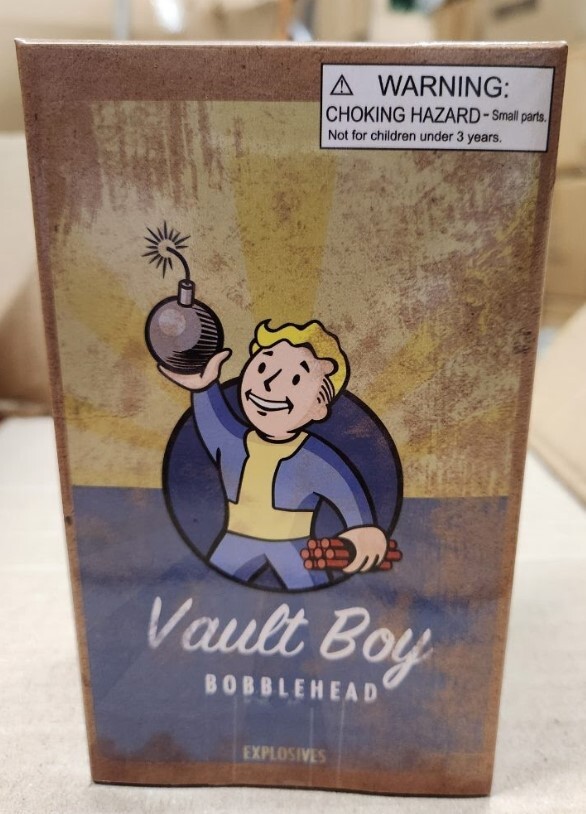 WARNING:
CHOKING HAZARD - Small parts.
Not for children under 3 years.
Vault Boy
BOBBLEHEAD
EXPLOSIVES